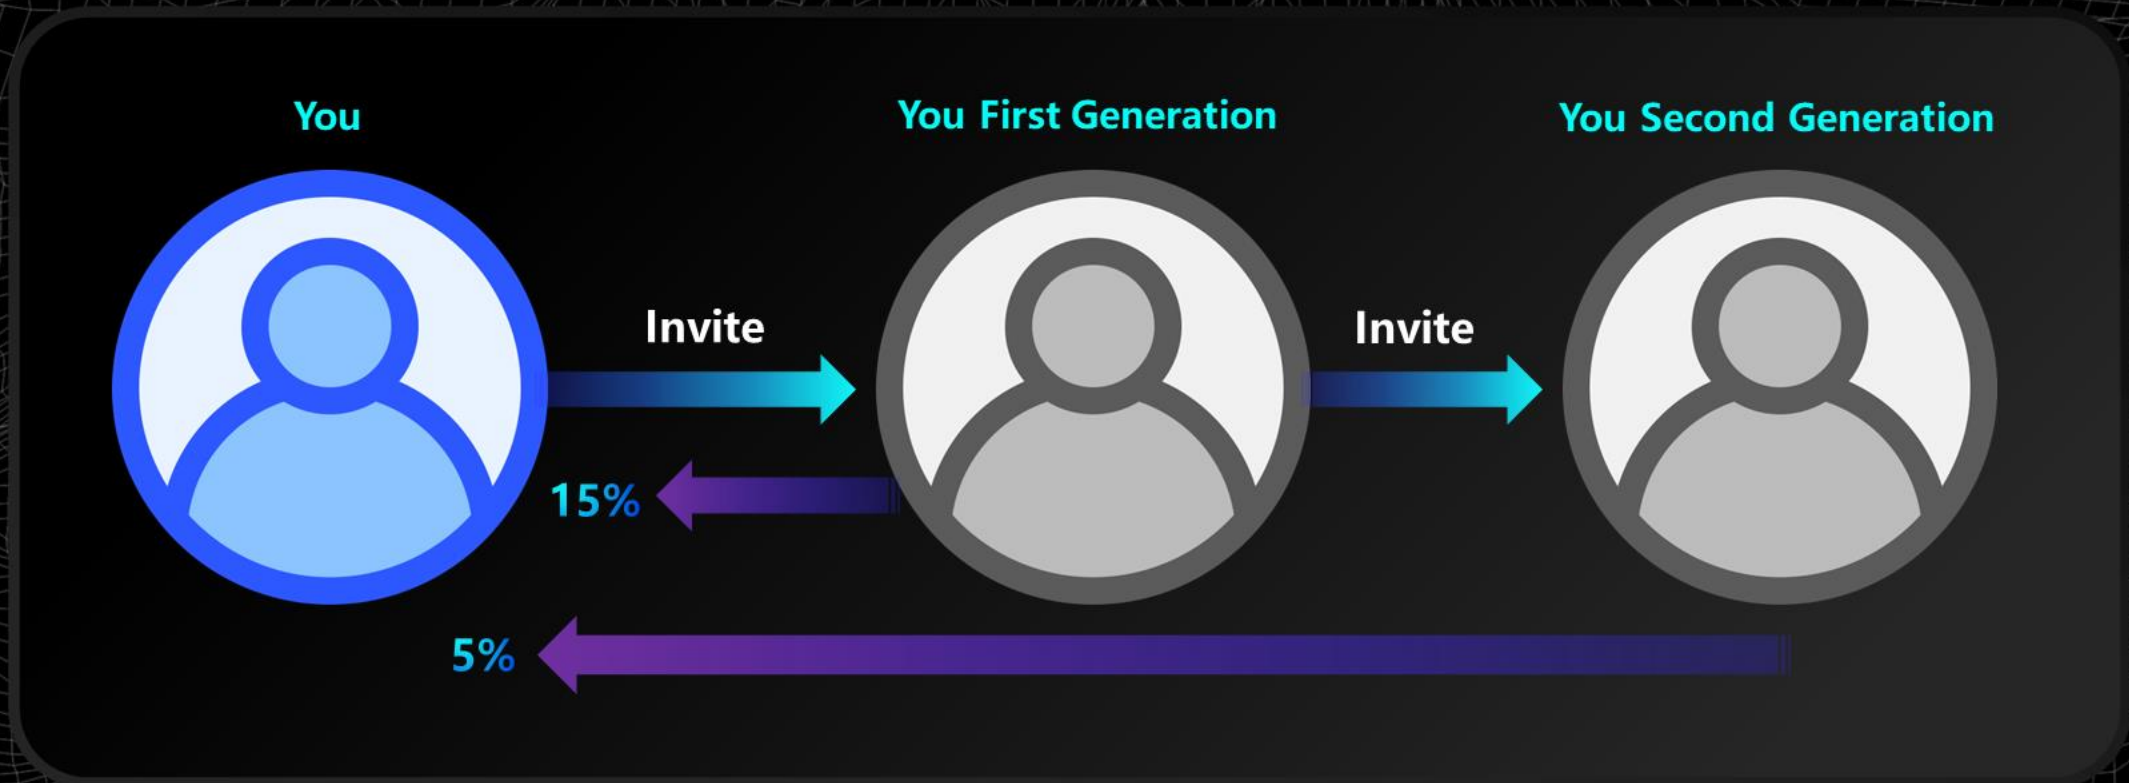 You
You First Generation
You Second Generation
Invite
Invite
15%
5%